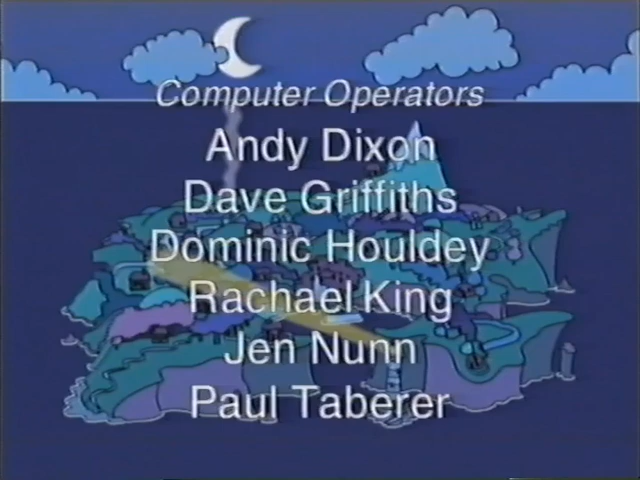 Computer Operators
Andy Dixon
Dave Griffiths
Dominic Houldey
Rachael King
Jen Nunn
Paul Taberer